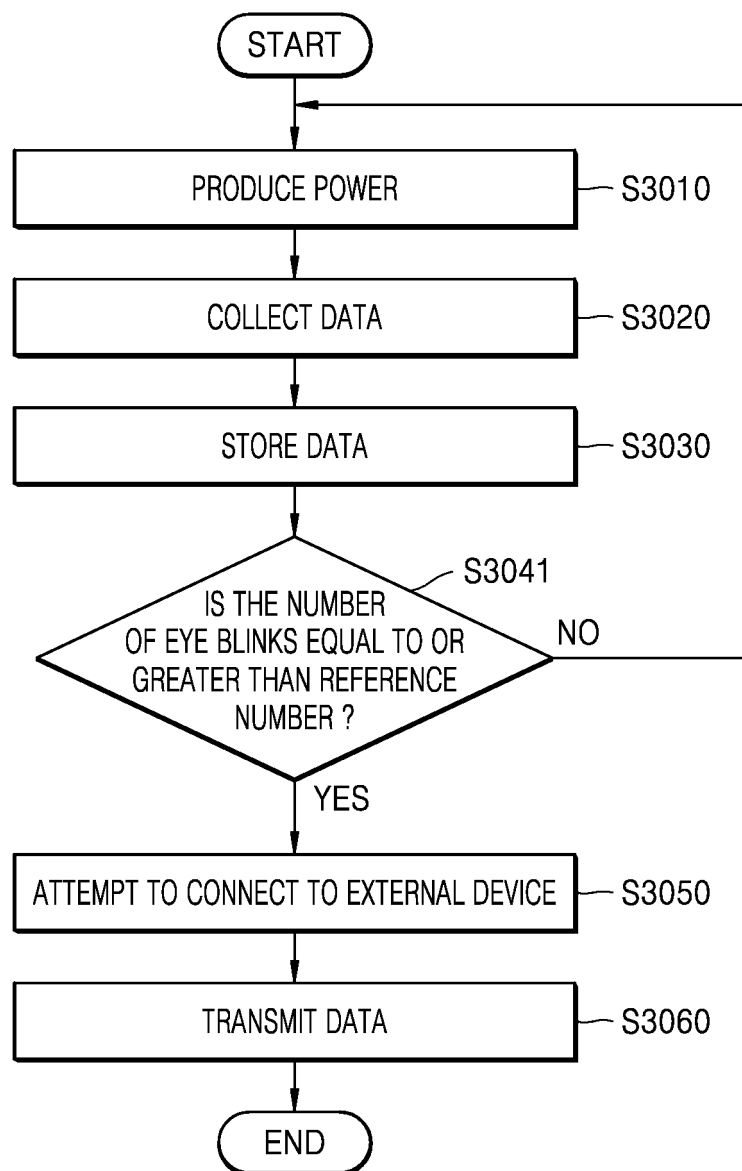 START
PRODUCE POWER
S3010
COLLECT DATA
S3020
STORE DATA
S3030
S3041
IS THE NUMBER
OF EYE BLINKS EQUAL TO OR
GREATER THAN REFERENCE
NUMBER ?
NO
YES
ATTEMPT TO CONNECT TO EXTERNAL DEVICE
S3050
TRANSMIT DATA
S3060
END